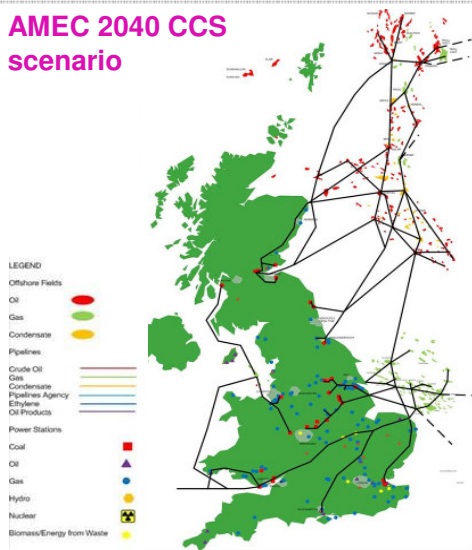 AMEC 2040 CCS
scenario
LEGEND
Offshore Fields
Oil
Gas
Condensate
Pipelines
Crude Oil
Gas
Condensate
Pipelines Agency
Ethylene
Oil Products
Power Stations
Coal
Oil
Gas
Hydro
Nuclear
Biomass/Energy from Waste